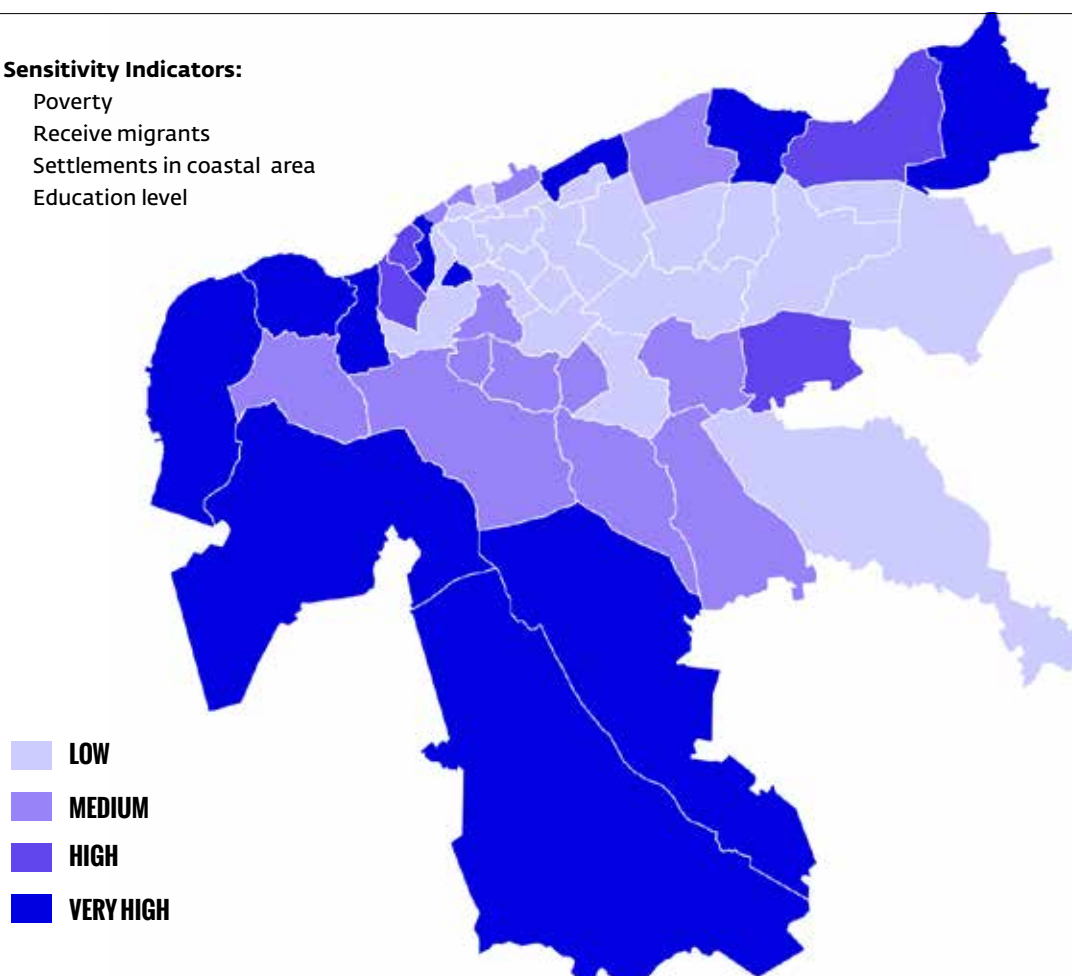 Sensitivity Indicators:
Poverty
Receive migrants
Settlements in coastal area
Education level
LOW
MEDIUM
HIGH
VERY HIGH